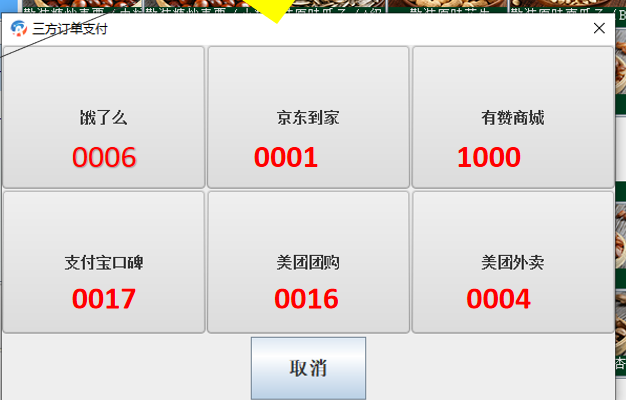 三方订单支付
饿了么
京东到家
有赞商城
0006
0001
1000
支付宝口碑
美团团购
美团外卖
0017
0016
0004
取消